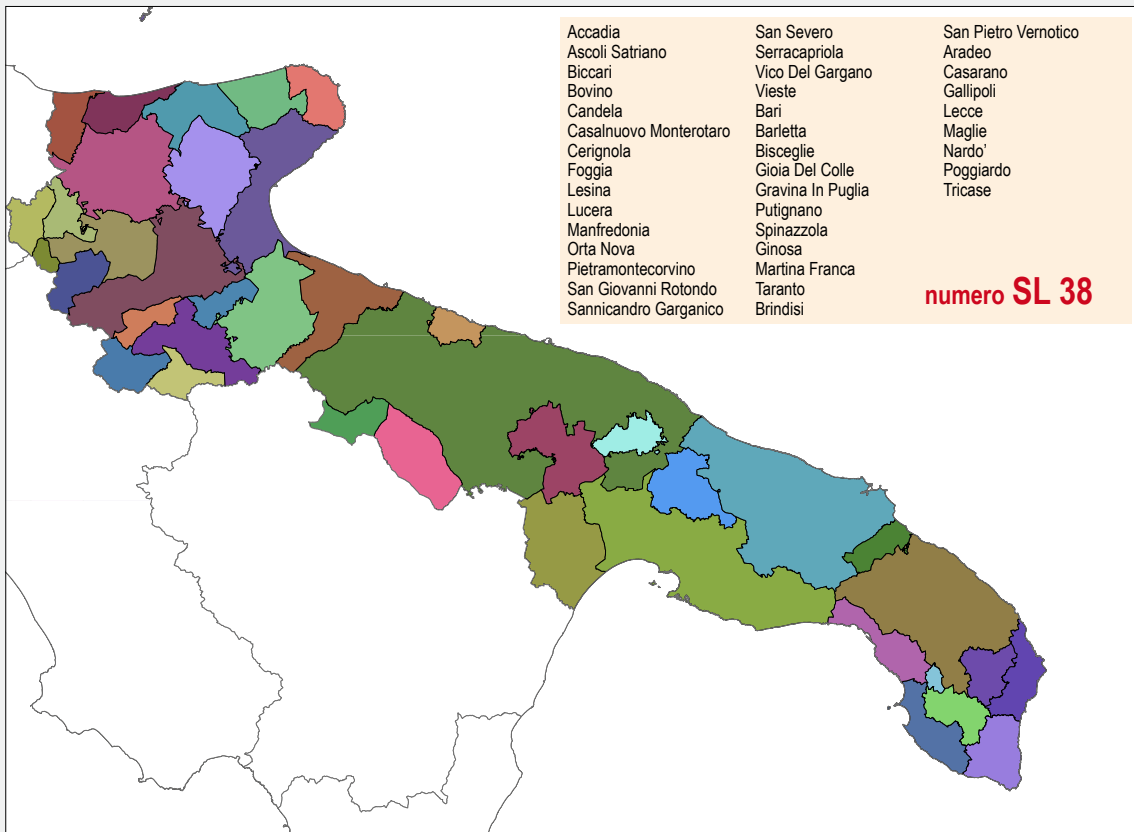 Accadia
Ascoli Satriano
Biccari
Bovino
Candela
Casalnuovo Monterotaro
Cerignola
Foggia
Lesina
Lucera
Manfredonia
Orta Nova
Pietramontecorvino
San Giovanni Rotondo
Sannicandro Garganico
San Severo
Serracapriola
Vico Del Gargano
Vieste
Bari
Barletta
Bisceglie
Gioia Del Colle
Gravina In Puglia
Putignano
Spinazzola
Ginosa
Martina Franca
Taranto
Brindisi
San Pietro Vernotico
Aradeo
Casarano
Gallipoli
Lecce
Maglie
Nardo'
Poggiardo
Tricase
numero SL 38